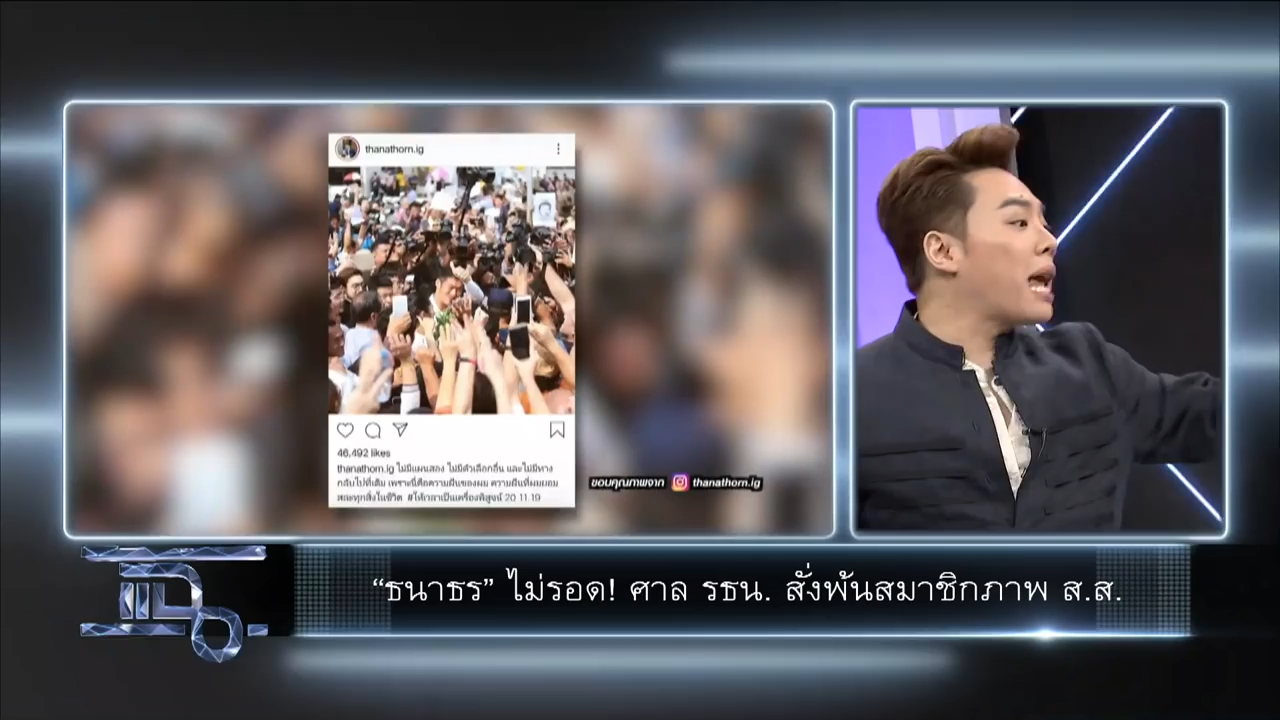 thanathorn.ig
46,492 likes
thanathorn.ig ไม่มีแผนสอง ไม่มีตัวเลือกอื่น และไม่มีทาง
กลับไปที่เดิม เพราะนี่คือความฝันของผม ความฝันที่ผมยอม
สละทุกสิ่งในชีวิต #ให้เวลาเป็นเครื่องพิสูจน์ 20 11 19
ขอบคุณภาพจาก thanathorn.ig
“ธนาธร” ไม่รอด! ศาล รธน. สั่งพ้นสมาชิกภาพ ส.ส.